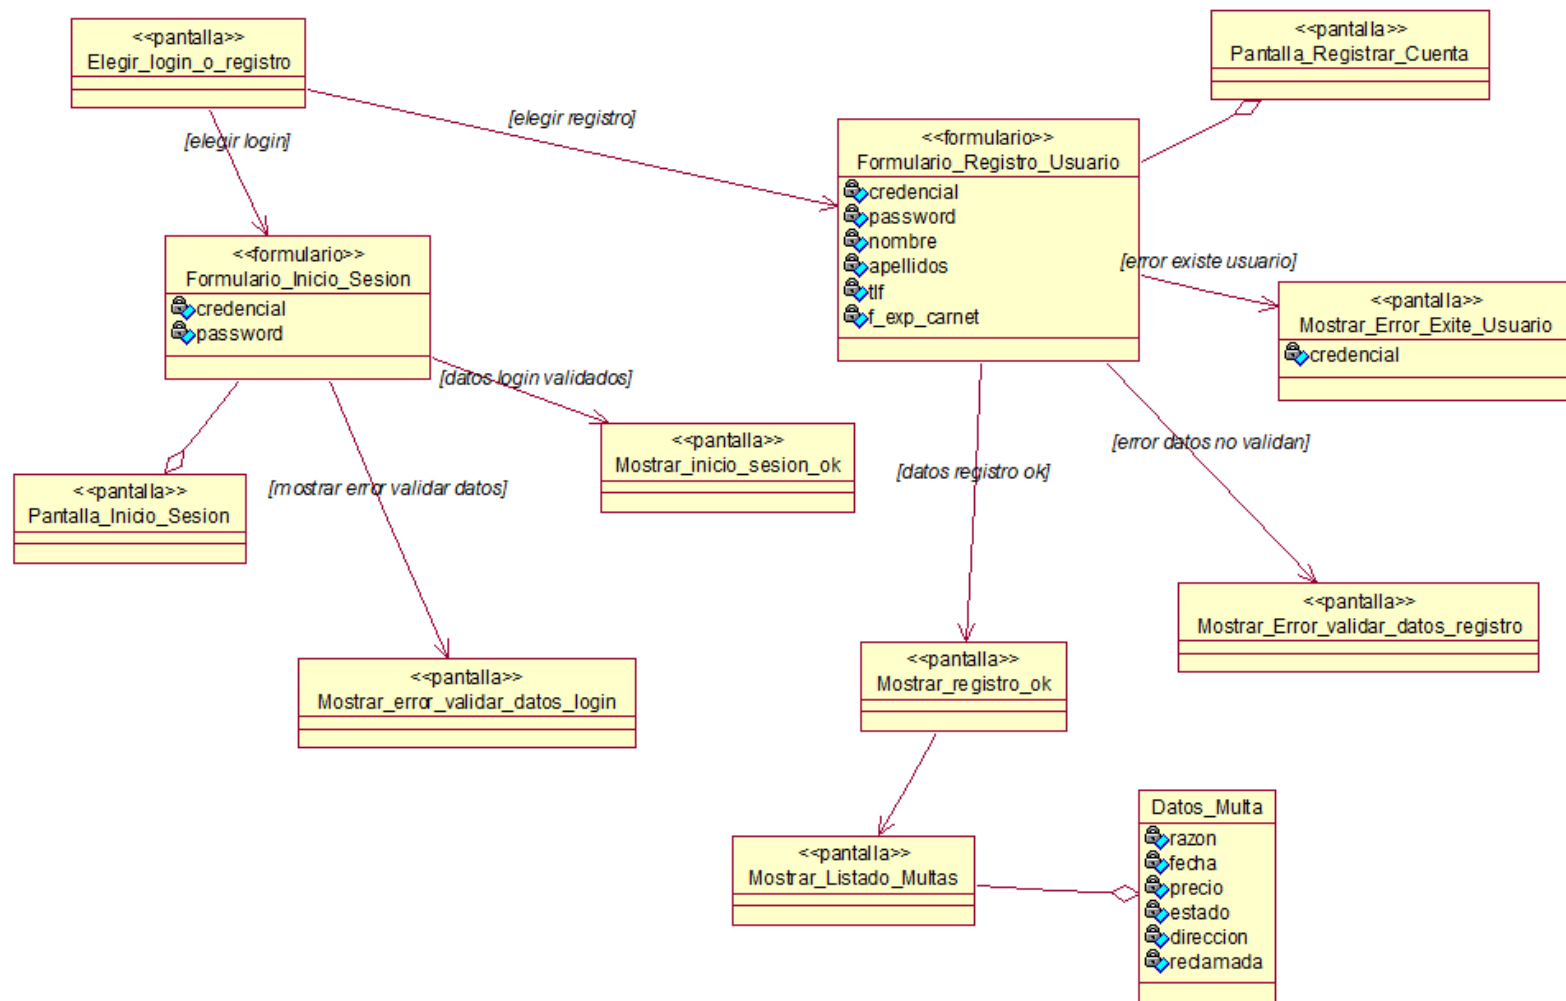 <<pantalla>>
Elegir_login_o_registro
<<pantalla>>
Pantalla_Registrar_Cuenta
[elegir login]
[elegir registro]
<<formulario>>
Formulario_Registro_Usuario
credencial
password
nombre
apellidos
tlf
f_exp_carnet
<<formulario>>
Formulario_Inicio_Sesion
credencial
password
[error existe usuario]
<<pantalla>>
Mostrar_Error_Exite_Usuario
credencial
[datos login validados]
<<pantalla>>
Mostrar_inicio_sesion_ok
[error datos no validan]
[datos registro ok]
<<pantalla>>
Pantalla_Inicio_Sesion
[mostrar error validar datos]
<<pantalla>>
Mostrar_Error_validar_datos_registro
<<pantalla>>
Mostrar_error_validar_datos_login
<<pantalla>>
Mostrar_registro_ok
<<pantalla>>
Mostrar_Listado_Multas
Datos_Multa
razon
fecha
precio
estado
direccion
reclamada